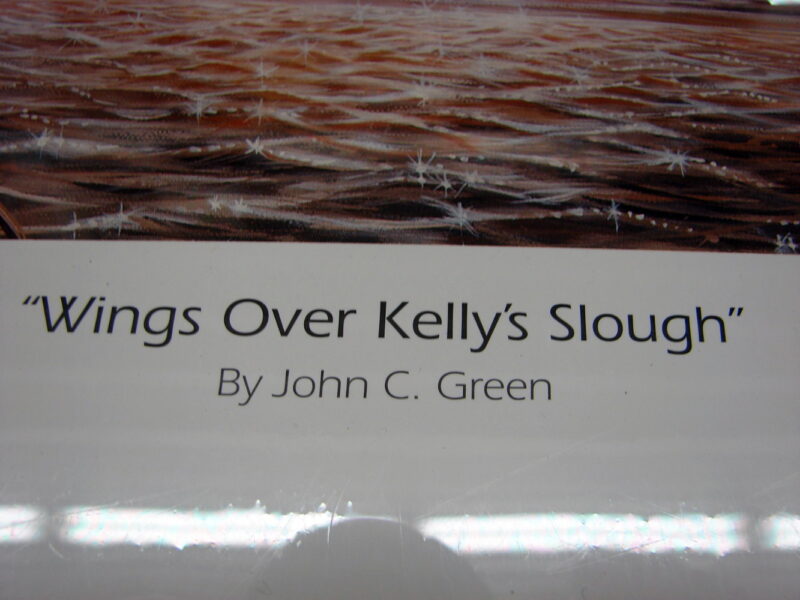 “Wings Over Kelly’s Slough”
By John C. Green